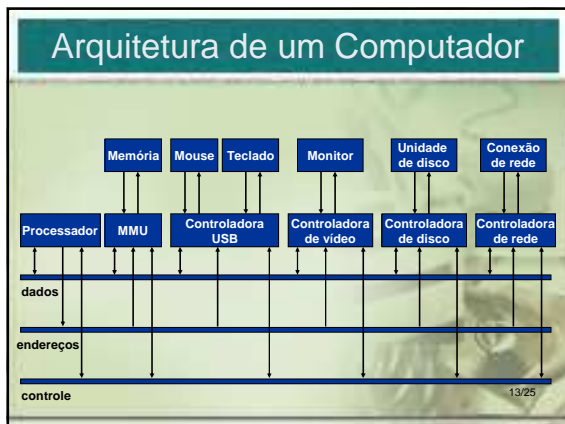 Arquitetura de um Computador
Memória
Mouse
Teclado
Monitor
Unidade
de disco
Conexão
de rede
Processador
MMU
Controladora
USB
Controladora
de vídeo
Controladora
de disco
Controladora
de rede
dados
endereços
controle
13/25